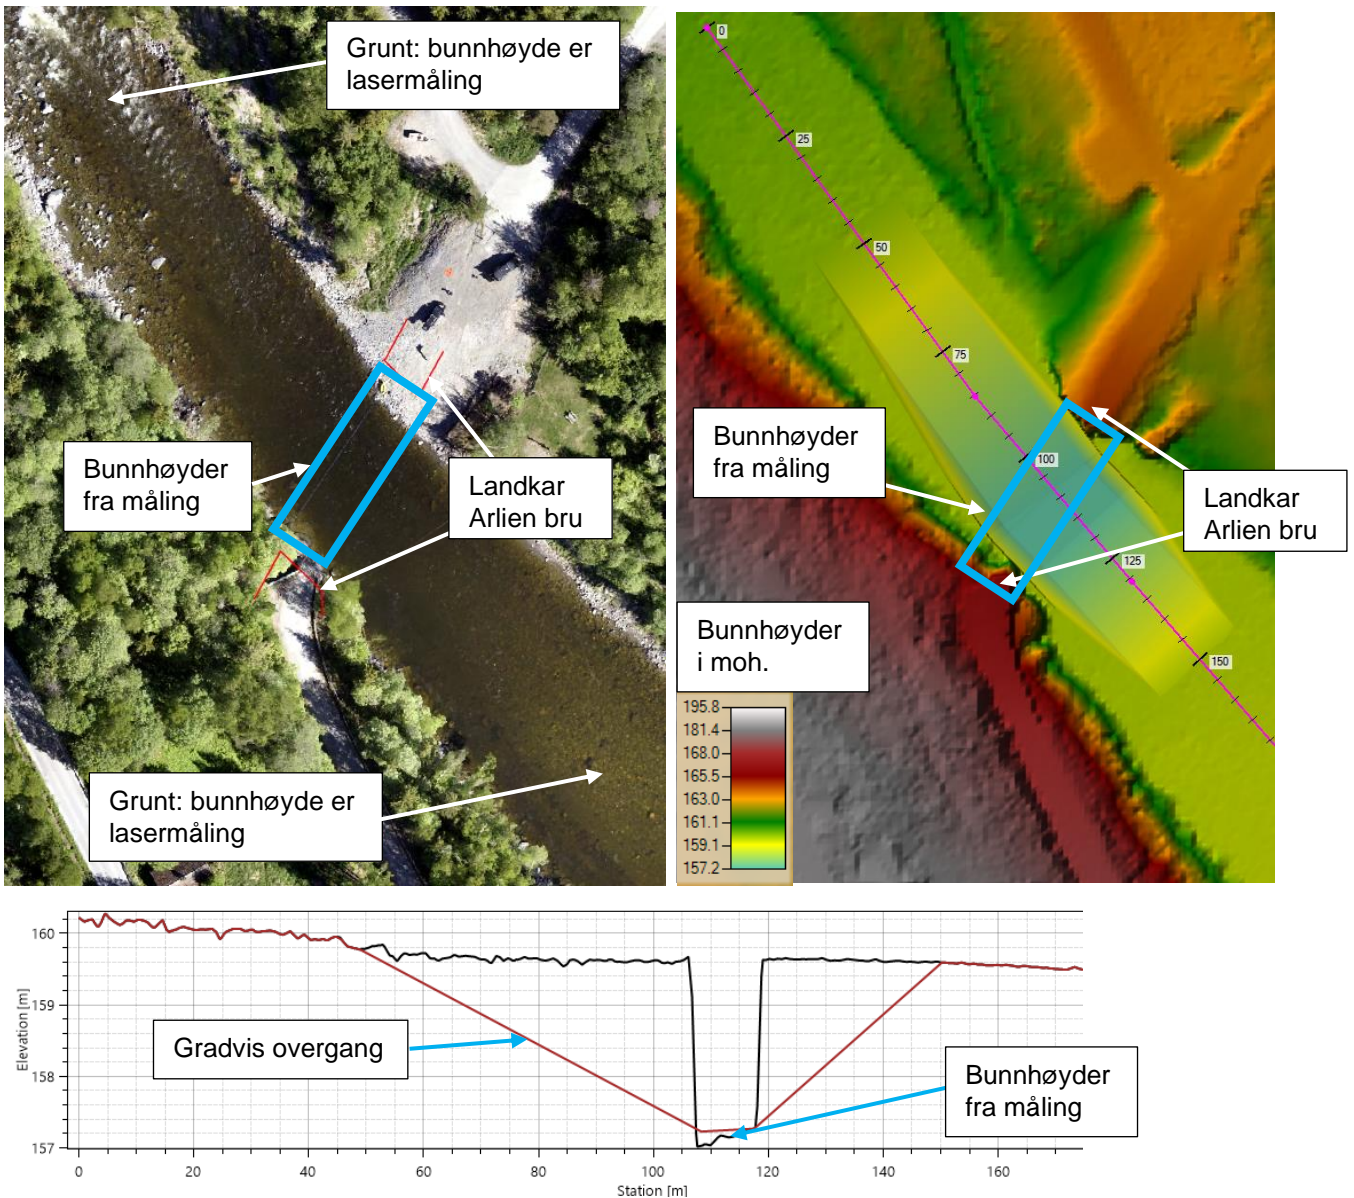 Grunt: bunnhøyde er
lasermåling
Bunnhøyder
fra måling
Landkar
Arlien bru
Grunt: bunnhøyde er
lasermåling
0
25
50
75
100
125
150
Bunnhøyder
fra måling
Landkar
Arlien bru
Bunnhøyder
i moh.
195.8
181.4
168.0
165.5
163.0
161.1
159.1
157.2
Elevation [m]
160
159
158
157
Gradvis overgang
Bunnhøyder
fra måling
0 20 40 60 80 100 120 140 160
Station [m]